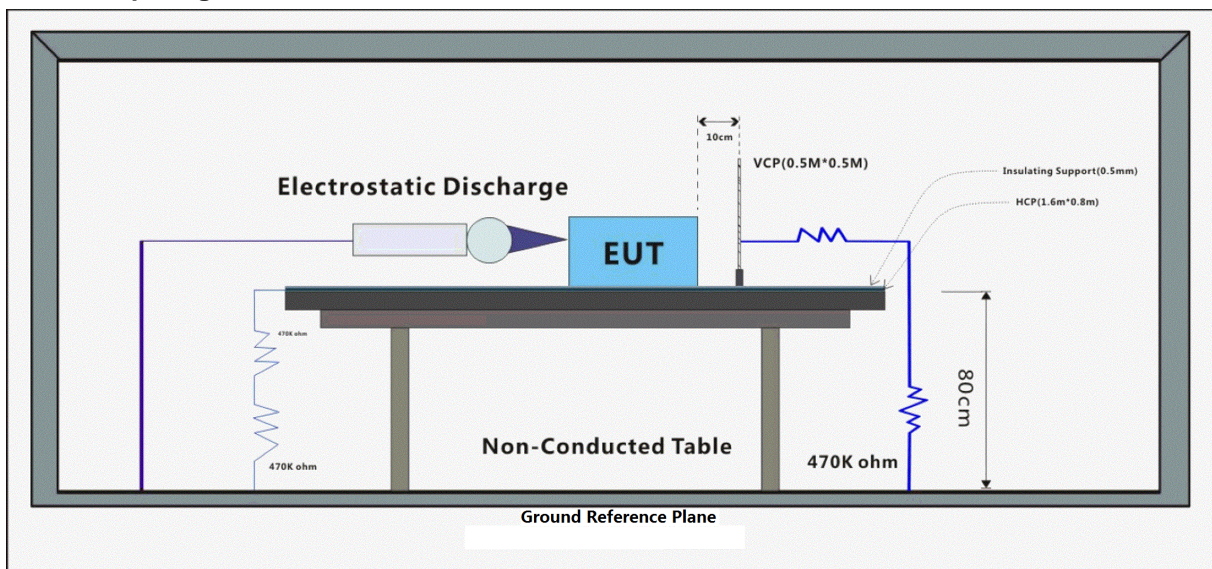 10cm
VCP(0.5M*0.5M)
Insulating Support(0.5mm)
Electrostatic Discharge
HCP(1.6m*0.8m)
EUT
470K ohm
80cm
Non-Conducted Table
470K ohm
470K ohm
Ground Reference Plane